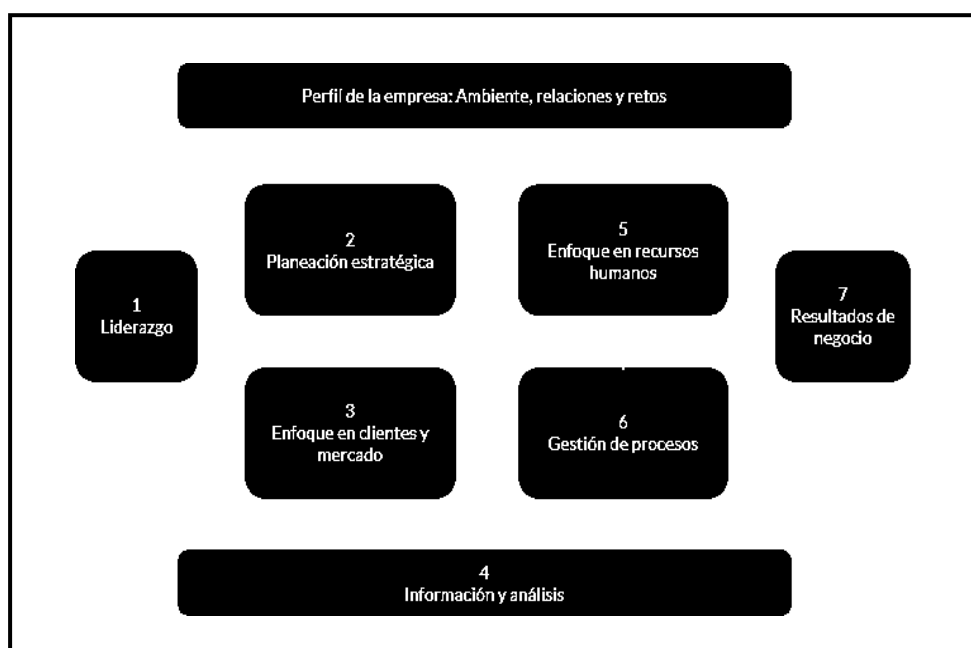 Perfil de la empresa: Ambiente, relaciones y retos
1
Liderazgo
2
Planeación estratégica
3
Enfoque en clientes y
mercado
5
Enfoque en recursos
humanos
6
Gestión de procesos
7
Resultados de
negocio
4
Información y análisis